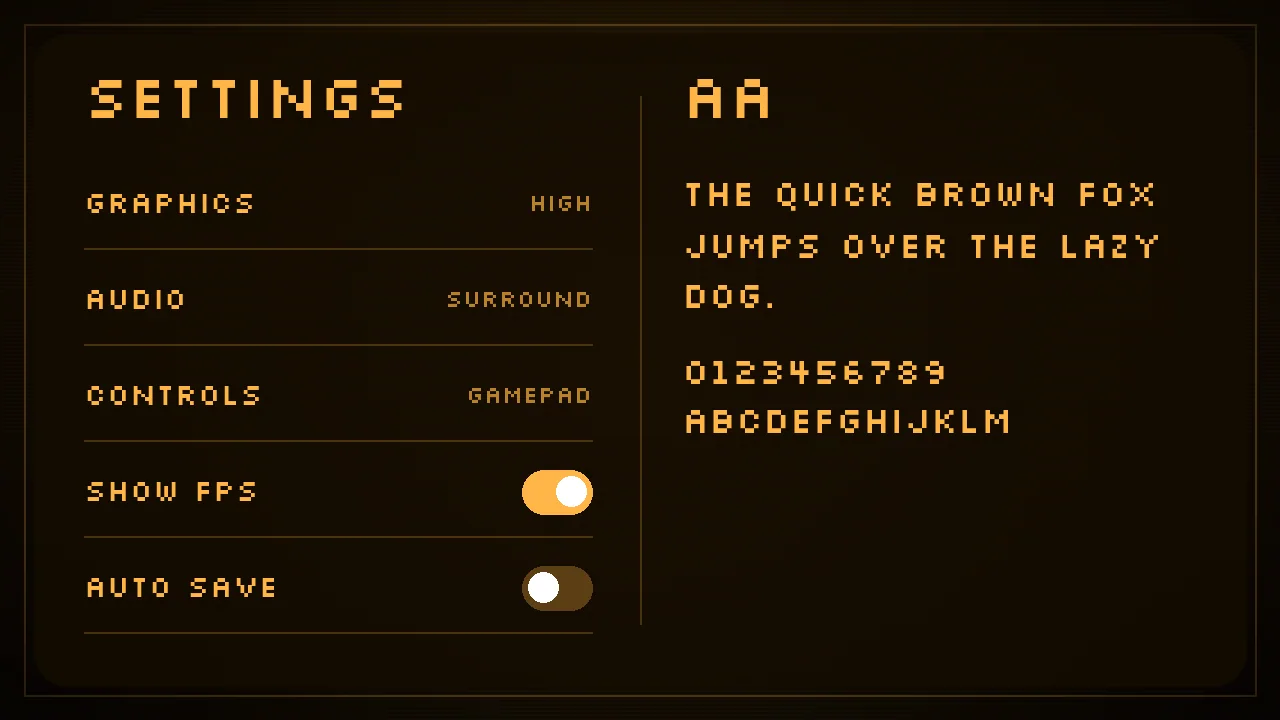 SETTINGS
GRAPHICS HIGH
AUDIO SURROUND
CONTROLS GAMEPAD
SHOW FPS
AUTO SAVE
AA
THE QUICK BROWN FOX
JUMPS OVER THE LAZY
DOG.
0123456789
ABCDEFGHIJKLM